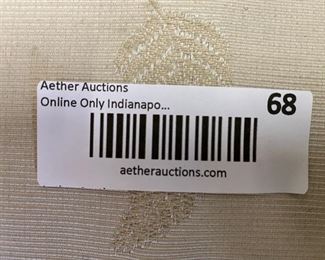 Aether Auctions
68
Online Only Indianapo...
aetherauctions.com